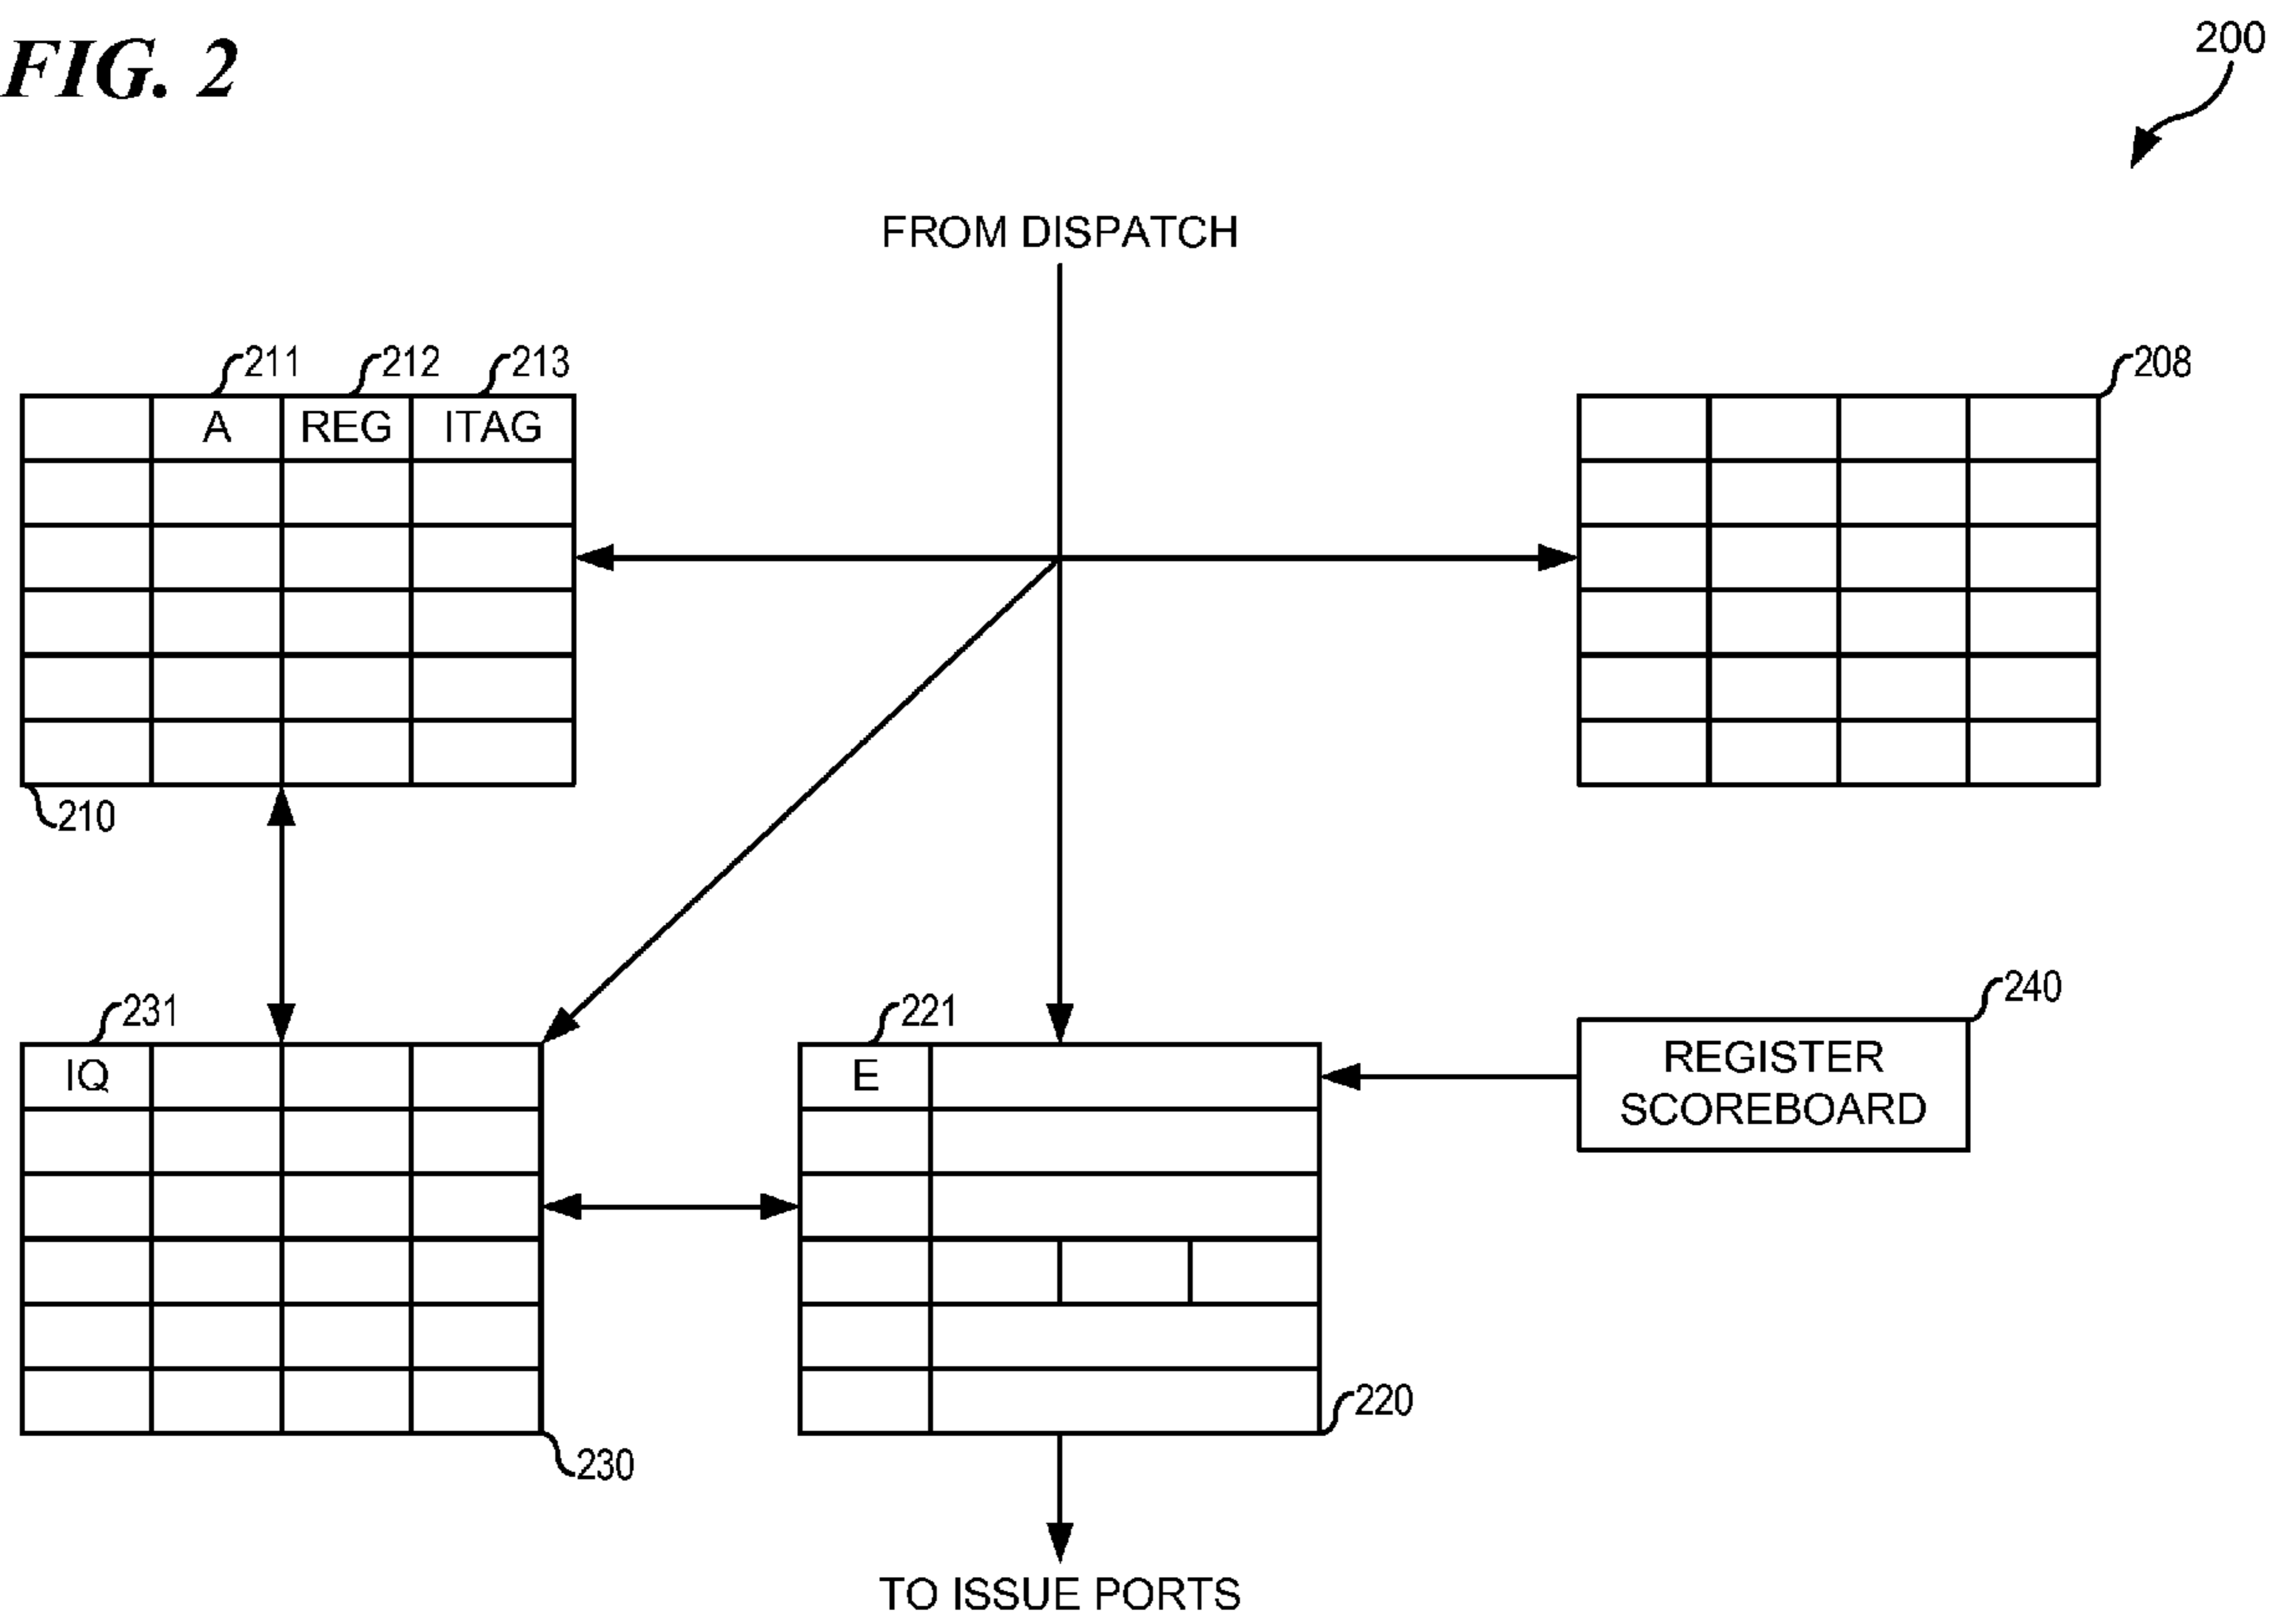 FIG. 2
200
FROM DISPATCH
211 212 213
208
A REG ITAG
210
231
221
240
IQ
E
REGISTER
SCOREBOARD
220
230
TO ISSUE PORTS